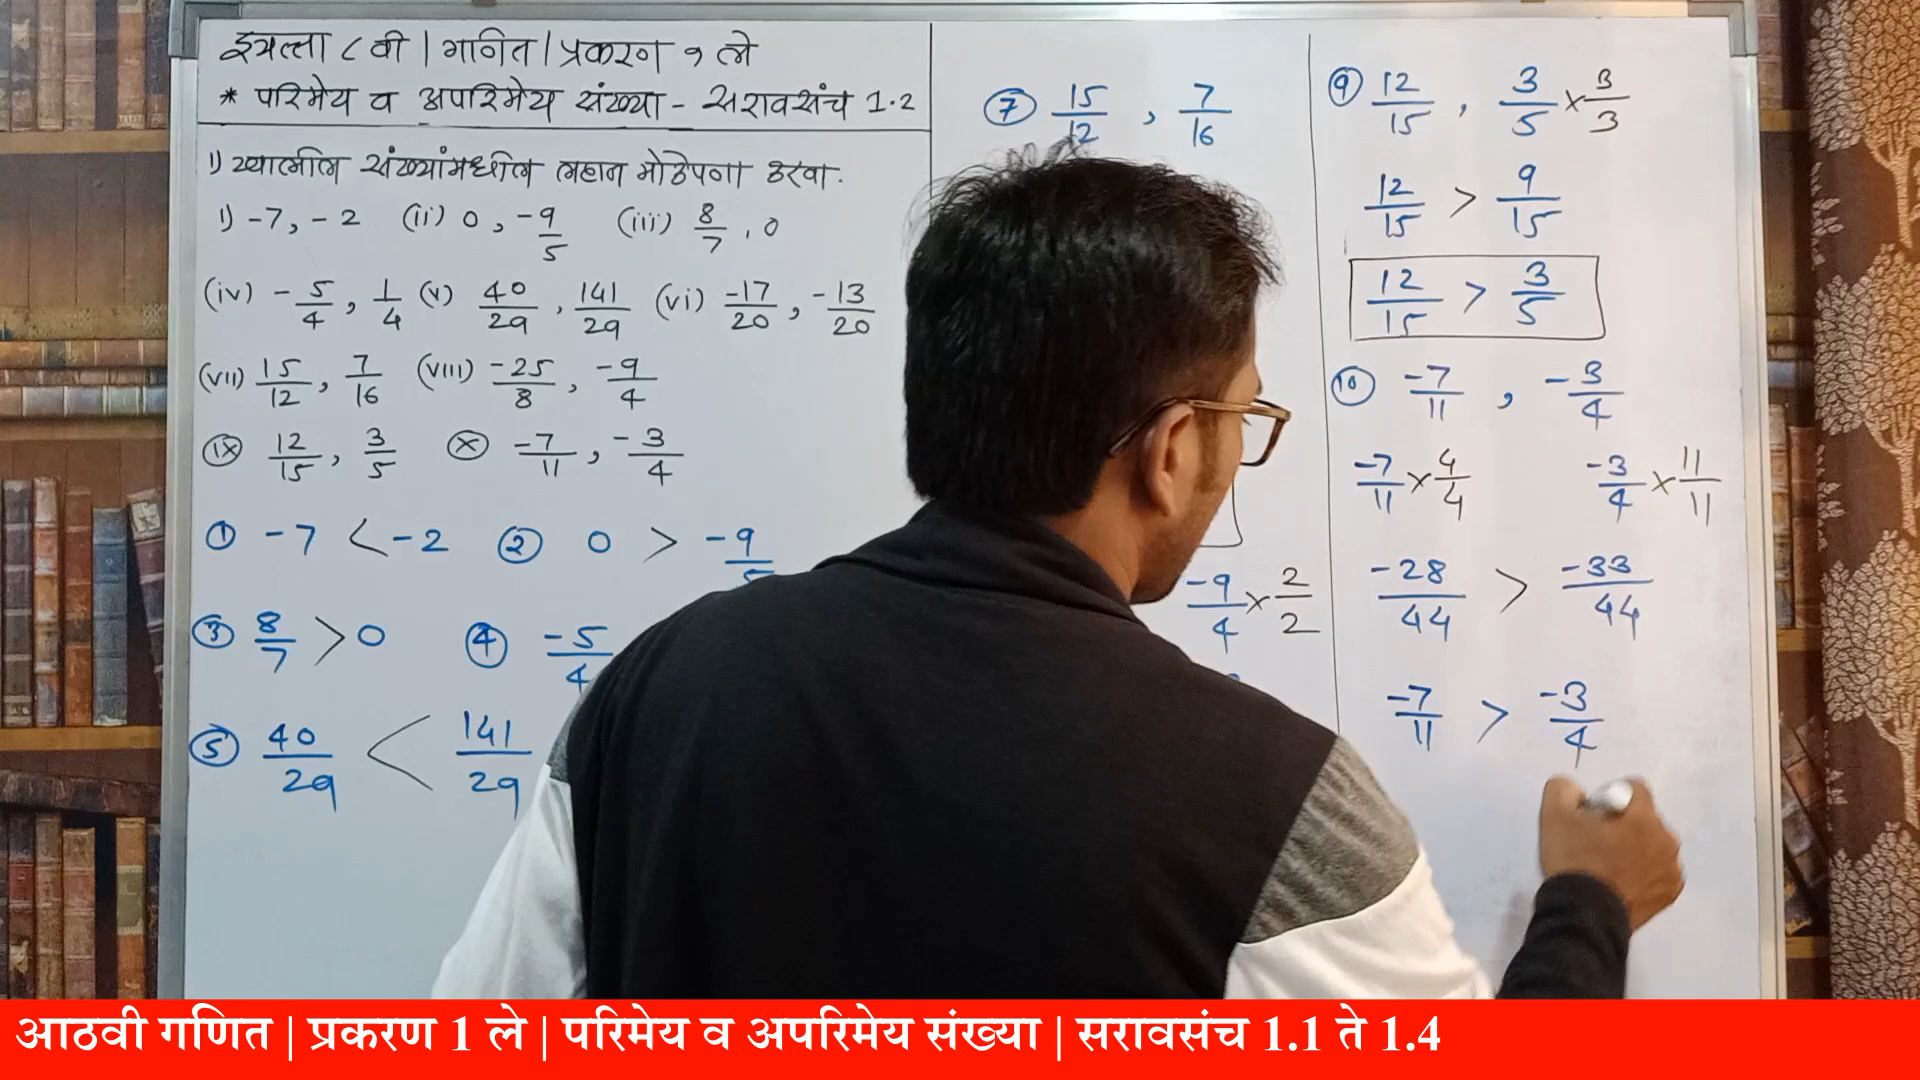 इयत्ता ८ वी | गणित | प्रकरण १ ले
* परिमेय व अपरिमेय संख्या - सरावसंच 1.2
१) ख्यालील संख्यांमधील लहान मोठेपणा ठरवा.
i) -7, -2 (ii) 0, -9/5 (iii) 8/7, 0
(iv) -5/4, 1/4 (v) 40/29, 141/29 (vi) -17/20, -13/20
(vii) 15/12, 7/16 (viii) -25/8, -9/4
(ix) 12/15, 3/5 (x) -7/11, -3/4
① -7 < -2 ② 0 > -9/5
③ 8/7 > 0 ④ -5/4
⑤ 40/29 < 141/29
⑦ 15/12, 7/16
-9/4 × 2/2
⑨ 12/15, 3/5 × 3/3
12/15 > 9/15
12/15 > 3/5
⑩ -7/11, -3/4
-7/11 × 4/4 -3/4 × 11/11
-28/44 > -33/44
-7/11 > -3/4
आठवी गणित | प्रकरण 1 ले | परिमेय व अपरिमेय संख्या | सरावसंच 1.1 ते 1.4